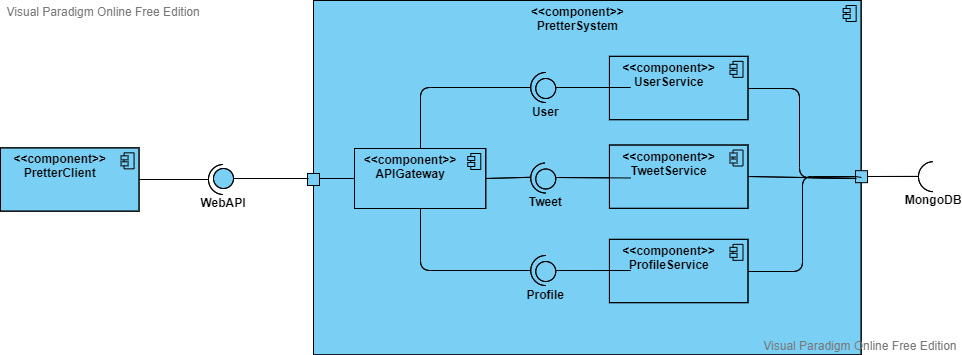 Visual Paradigm Online Free Edition
<<component>>
PretterSystem
<<component>>
UserService
User
<<component>>
PretterClient
WebAPI
<<component>>
APIGateway
<<component>>
TweetService
Tweet
MongoDB
<<component>>
ProfileService
Profile
Visual Paradigm Online Free Edition